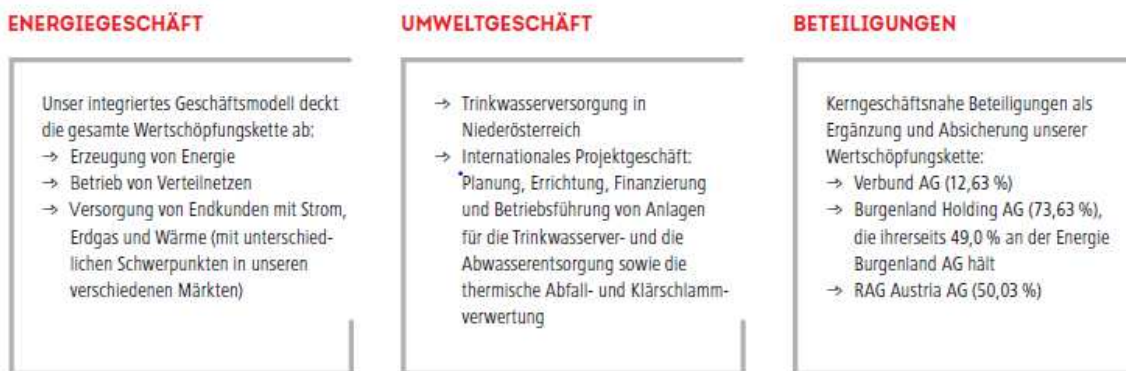 ENERGIEGESCHÄFT
Unser integriertes Geschäftsmodell deckt
die gesamte Wertschöpfungskette ab:
→ Erzeugung von Energie
→ Betrieb von Verteilnetzen
→ Versorgung von Endkunden mit Strom,
Erdgas und Wärme (mit unterschied-
lichen Schwerpunkten in unseren
verschiedenen Märkten)
UMWELTGESCHÄFT
→ Trinkwasserversorgung in
Niederösterreich
→ Internationales Projektgeschäft:
Planung, Errichtung, Finanzierung
und Betriebsführung von Anlagen
für die Trinkwasserver- und die
Abwasserentsorgung sowie die
thermische Abfall- und Klärschlamm-
verwertung
BETEILIGUNGEN
Kerngeschäftsnahe Beteiligungen als
Ergänzung und Absicherung unserer
Wertschöpfungskette:
→ Verbund AG (12,63 %)
→ Burgenland Holding AG (73,63 %),
die ihrerseits 49,0 % an der Energie
Burgenland AG hält
→ RAG Austria AG (50,03 %)